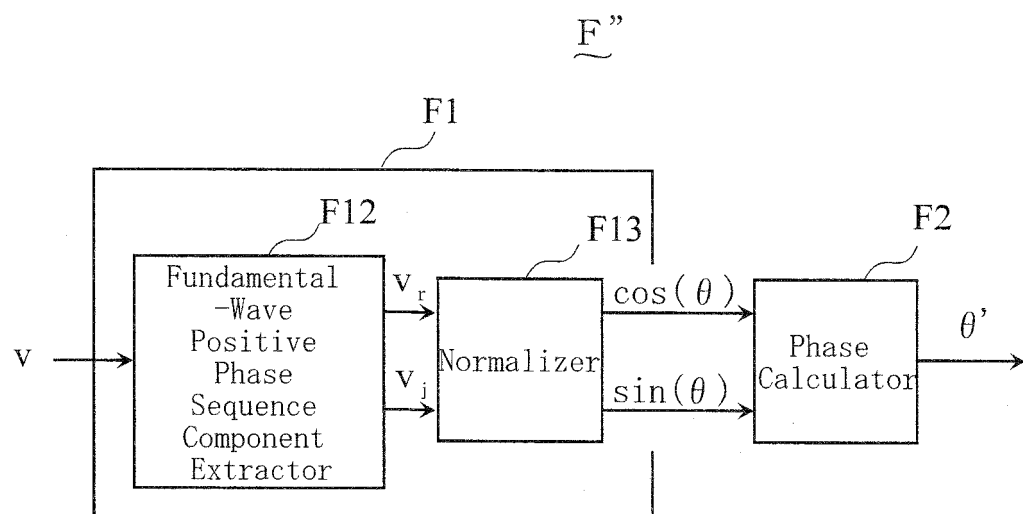 F”
F1
F12
F13
F2
Fundamental
-Wave
Positive
Phase
Sequence
Component
Extractor
v
v_r
v_j
Normalizer
cos(θ)
sin(θ)
Phase
Calculator
θ’